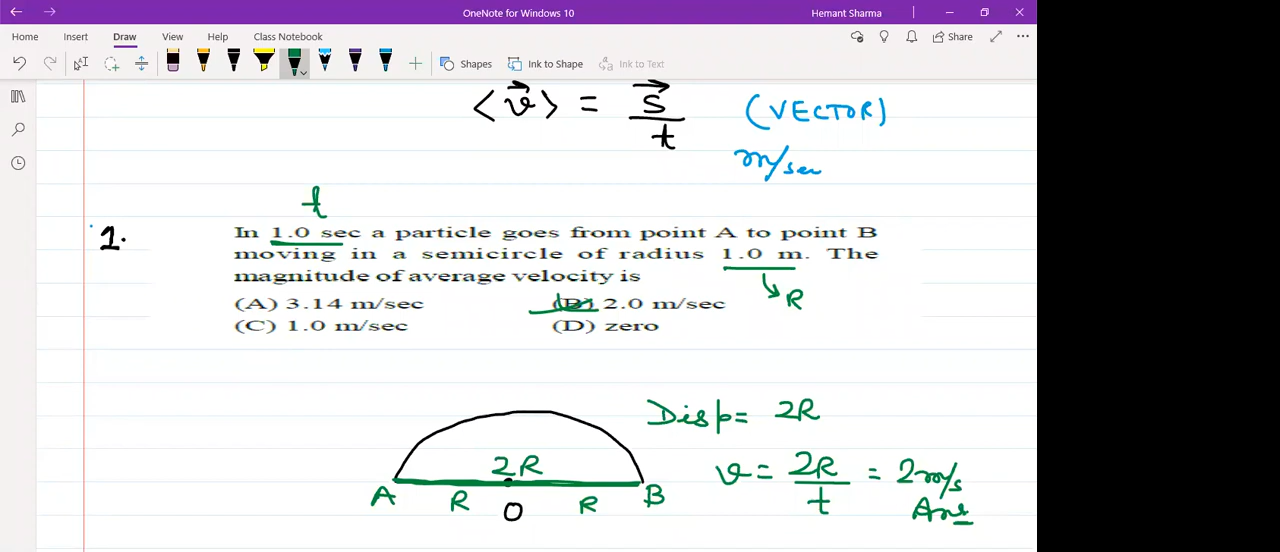 OneNote for Windows 10
Hemant Sharma
Home Insert Draw View Help Class Notebook
Share
Shapes Ink to Shape Ink to Text
<v> = s/t (VECTOR)
m/sec
t
1. In 1.0 sec a particle goes from point A to point B
moving in a semicircle of radius 1.0 m. The
magnitude of average velocity is
R
(A) 3.14 m/sec (B) 2.0 m/sec
(C) 1.0 m/sec (D) zero
Disp= 2R
2R
A R O R B
v = 2R/t = 2m/s
Ans